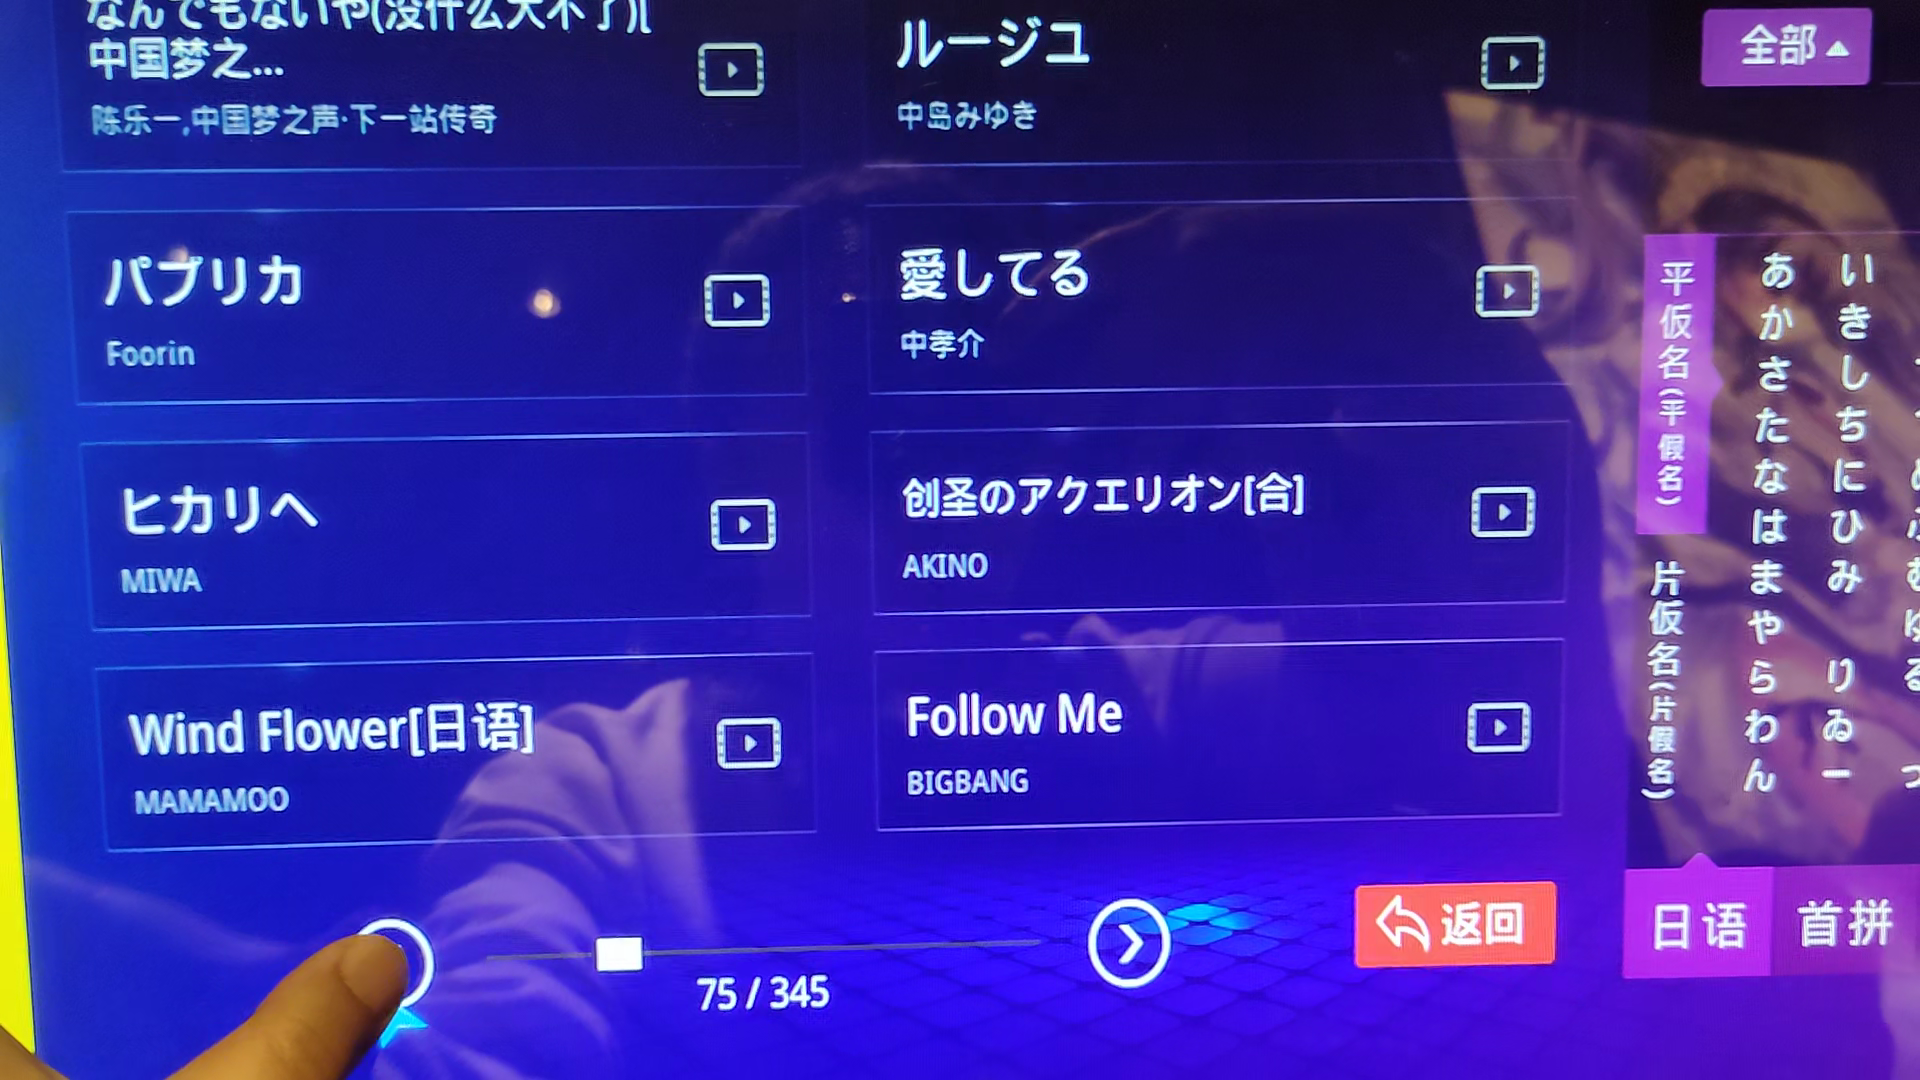 なんでもないや(没什么大不了)[
中国梦之...
陈乐一,中国梦之声·下一站传奇
ルージユ
中岛みゆき
パプリカ
Foorin
愛してる
中孝介
ヒカリへ
MIWA
创圣のアクエリオン[合]
AKINO
Wind Flower[日语]
MAMAMOO
Follow Me
BIGBANG
75 / 345
返回
全部
平仮名(平假名)
片仮名(片假名)
あかさたなはまやらわん
いきしちにひみ りゐー
日语
首拼